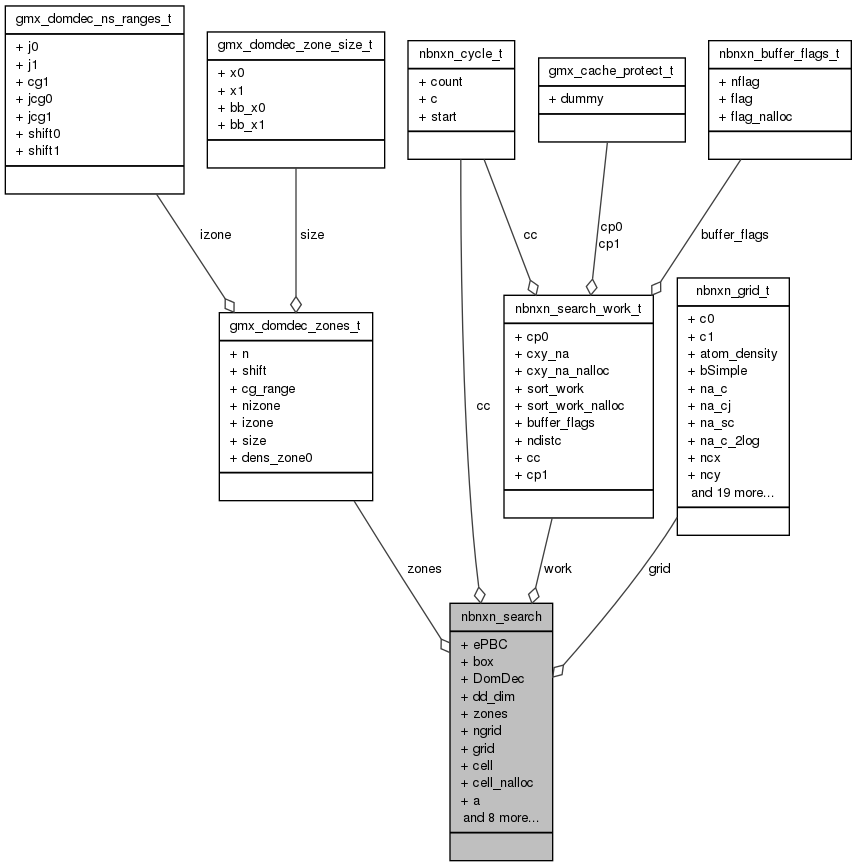 gmx_domdec_ns_ranges_t
+ j0
+ j1
+ cg1
+ jcg0
+ jcg1
+ shift0
+ shift1
gmx_domdec_zone_size_t
+ x0
+ x1
+ bb_x0
+ bb_x1
nbnxn_cycle_t
+ count
+ c
+ start
gmx_cache_protect_t
+ dummy
nbnxn_buffer_flags_t
+ nflag
+ flag
+ flag_nalloc
izone
size
cc
cp0
cp1
buffer_flags
gmx_domdec_zones_t
+ n
+ shift
+ cg_range
+ nizone
+ izone
+ size
+ dens_zone0
cc
nbnxn_search_work_t
+ cp0
+ cxy_na
+ cxy_na_nalloc
+ sort_work
+ sort_work_nalloc
+ buffer_flags
+ ndistc
+ cc
+ cp1
nbnxn_grid_t
+ c0
+ c1
+ atom_density
+ bSimple
+ na_c
+ na_cj
+ na_sc
+ na_c_2log
+ ncx
+ ncy
and 19 more...
zones
work
grid
nbnxn_search
+ ePBC
+ box
+ DomDec
+ dd_dim
+ zones
+ ngrid
+ grid
+ cell
+ cell_nalloc
+ a
and 8 more...